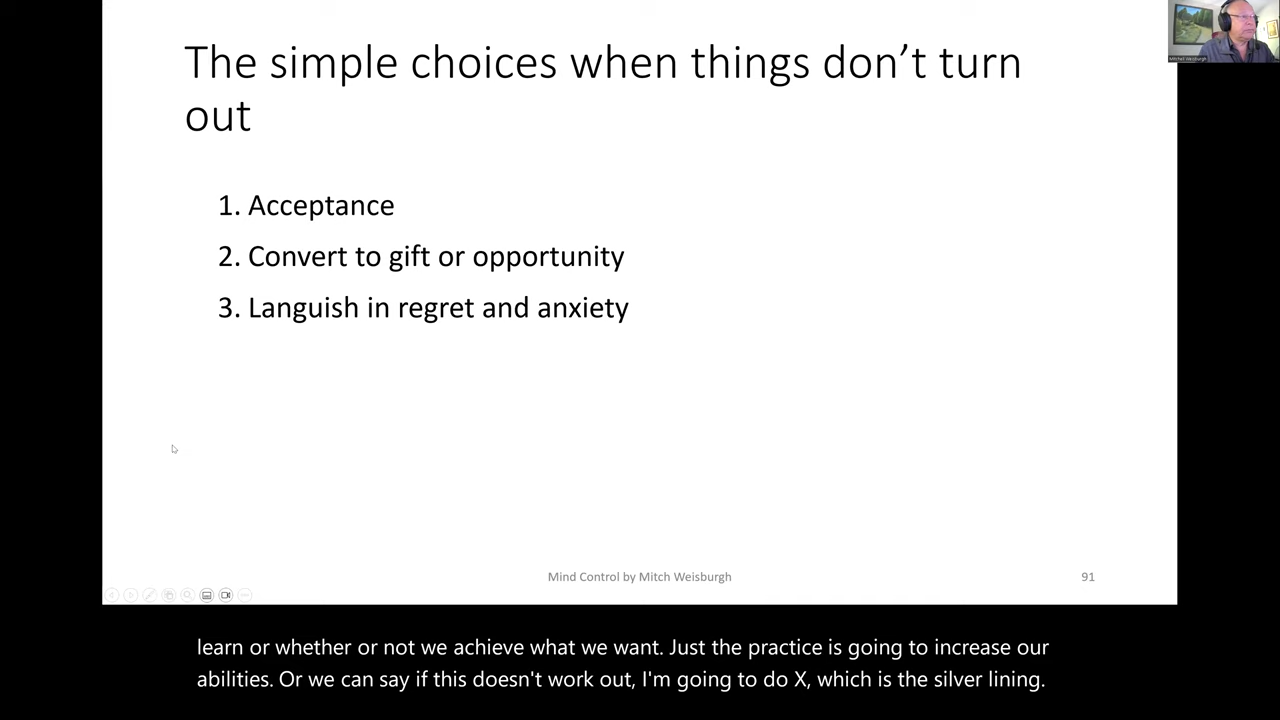 The simple choices when things don’t turn
out
1. Acceptance
2. Convert to gift or opportunity
3. Languish in regret and anxiety
Mind Control by Mitch Weisburgh
91
learn or whether or not we achieve what we want. Just the practice is going to increase our
abilities. Or we can say if this doesn't work out, I'm going to do X, which is the silver lining.